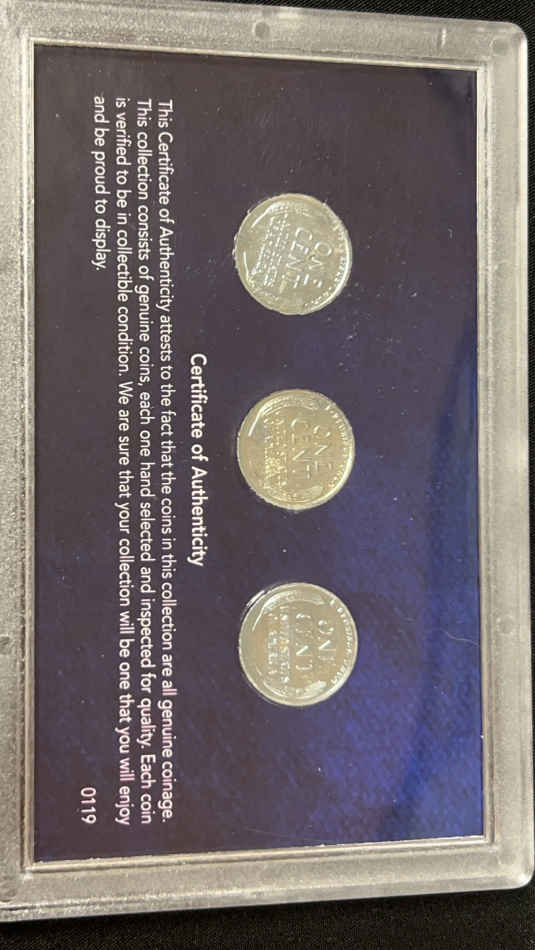 ONE
CENT
ONE
CENT
ONE
CENT
Certificate of Authenticity
This Certificate of Authenticity attests to the fact that the coins in this collection are all genuine coinage.
This collection consists of genuine coins, each one hand selected and inspected for quality. Each coin
is verified to be in collectible condition. We are sure that your collection will be one that you will enjoy
and be proud to display.
0119